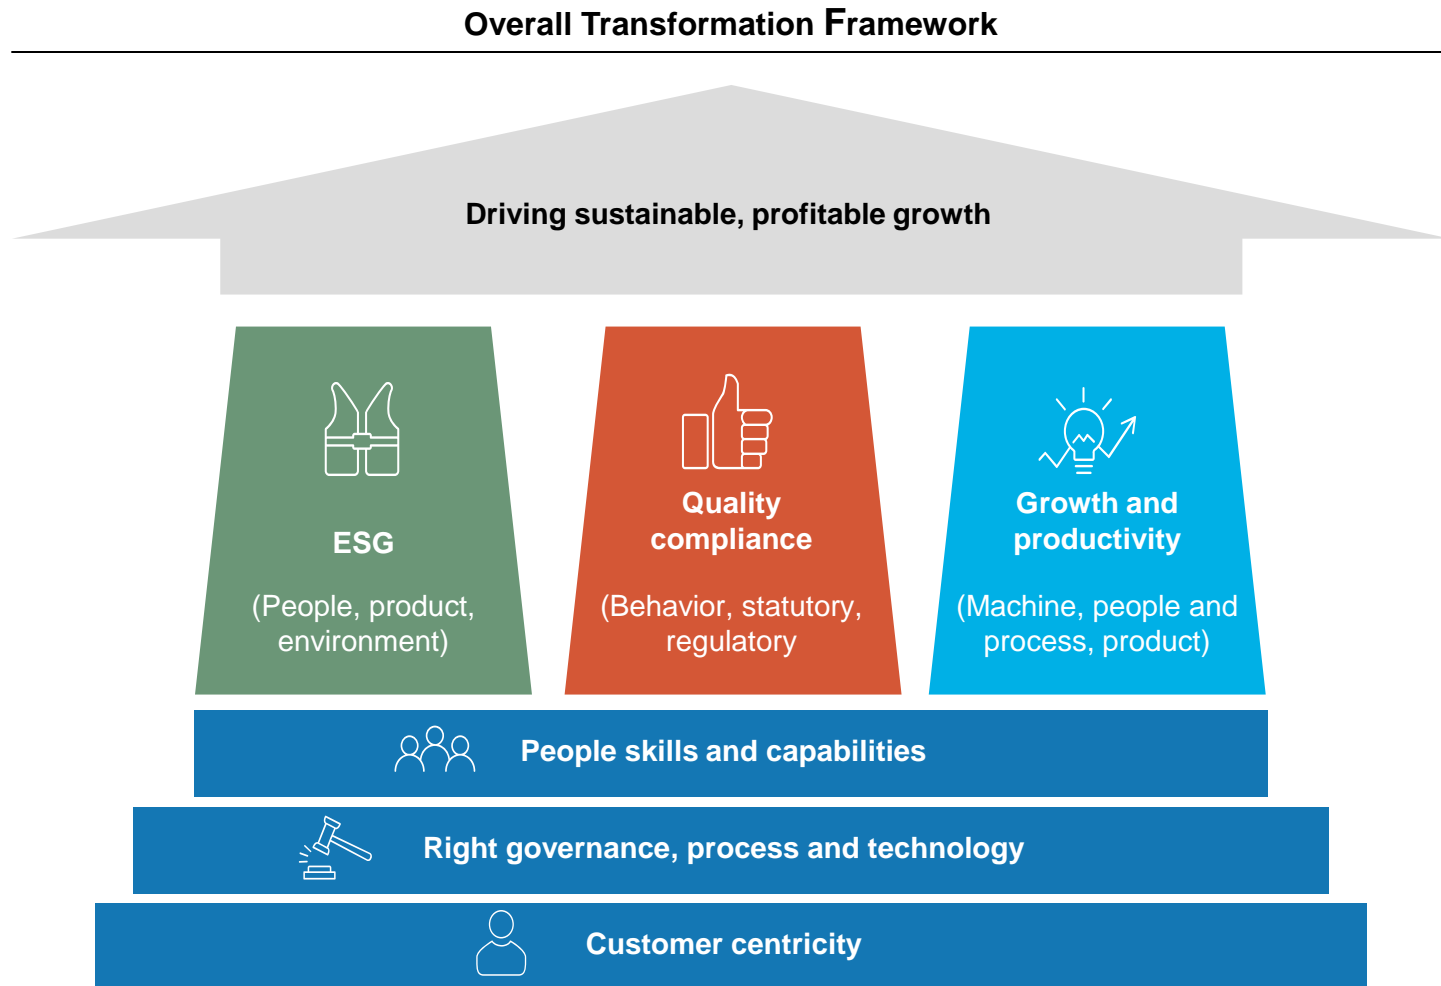 Overall Transformation Framework
Driving sustainable, profitable growth
ESG
(People, product,
environment)
Quality
compliance
(Behavior, statutory,
regulatory
Growth and
productivity
(Machine, people and
process, product)
People skills and capabilities
Right governance, process and technology
Customer centricity